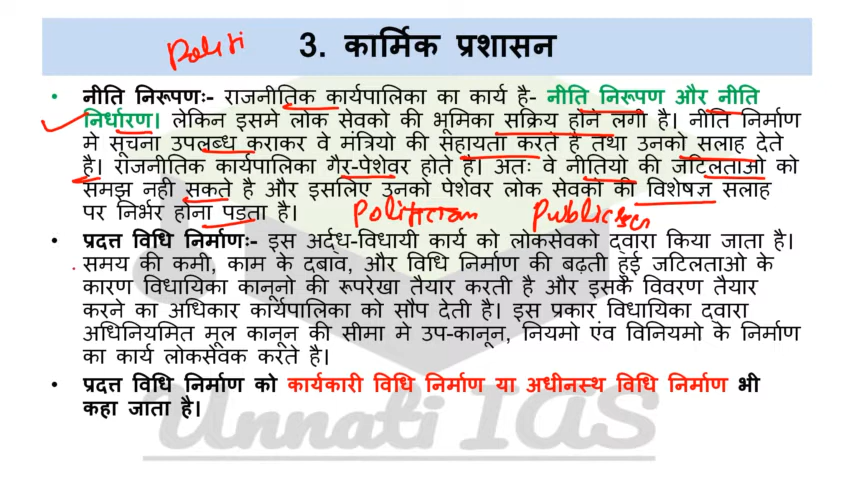 Politi
3. कार्मिक प्रशासन
• नीति निरूपणः- राजनीतिक कार्यपालिका का कार्य है- नीति निरूपण और नीति
निर्धारण। लेकिन इसमे लोक सेवको की भूमिका सक्रिय होने लगी है। नीति निर्माण
मे सूचना उपलब्ध कराकर वे मंत्रियो की सहायता करते है तथा उनको सलाह देते
है। राजनीतिक कार्यपालिका गैर-पेशेवर होते है। अतः वे नीतियो की जटिलताओ को
समझ नही सकते है और इसलिए उनको पेशेवर लोक सेवको की विशेषज्ञ सलाह
पर निर्भर होना पड़ता है।
Politician Public ser
• प्रदत्त विधि निर्माणः- इस अर्द्ध-विधायी कार्य को लोकसेवको द्वारा किया जाता है।
समय की कमी, काम के दबाव, और विधि निर्माण की बढ़ती हुई जटिलताओ के
कारण विधायिका कानूनो की रूपरेखा तैयार करती है और इसके विवरण तैयार
करने का अधिकार कार्यपालिका को सौप देती है। इस प्रकार विधायिका द्वारा
अधिनियमित मूल कानून की सीमा मे उप-कानून, नियमो एंव विनियमो के निर्माण
का कार्य लोकसेवक करते है।
• प्रदत्त विधि निर्माण को कार्यकारी विधि निर्माण या अधीनस्थ विधि निर्माण भी
कहा जाता है।
Unnati IAS